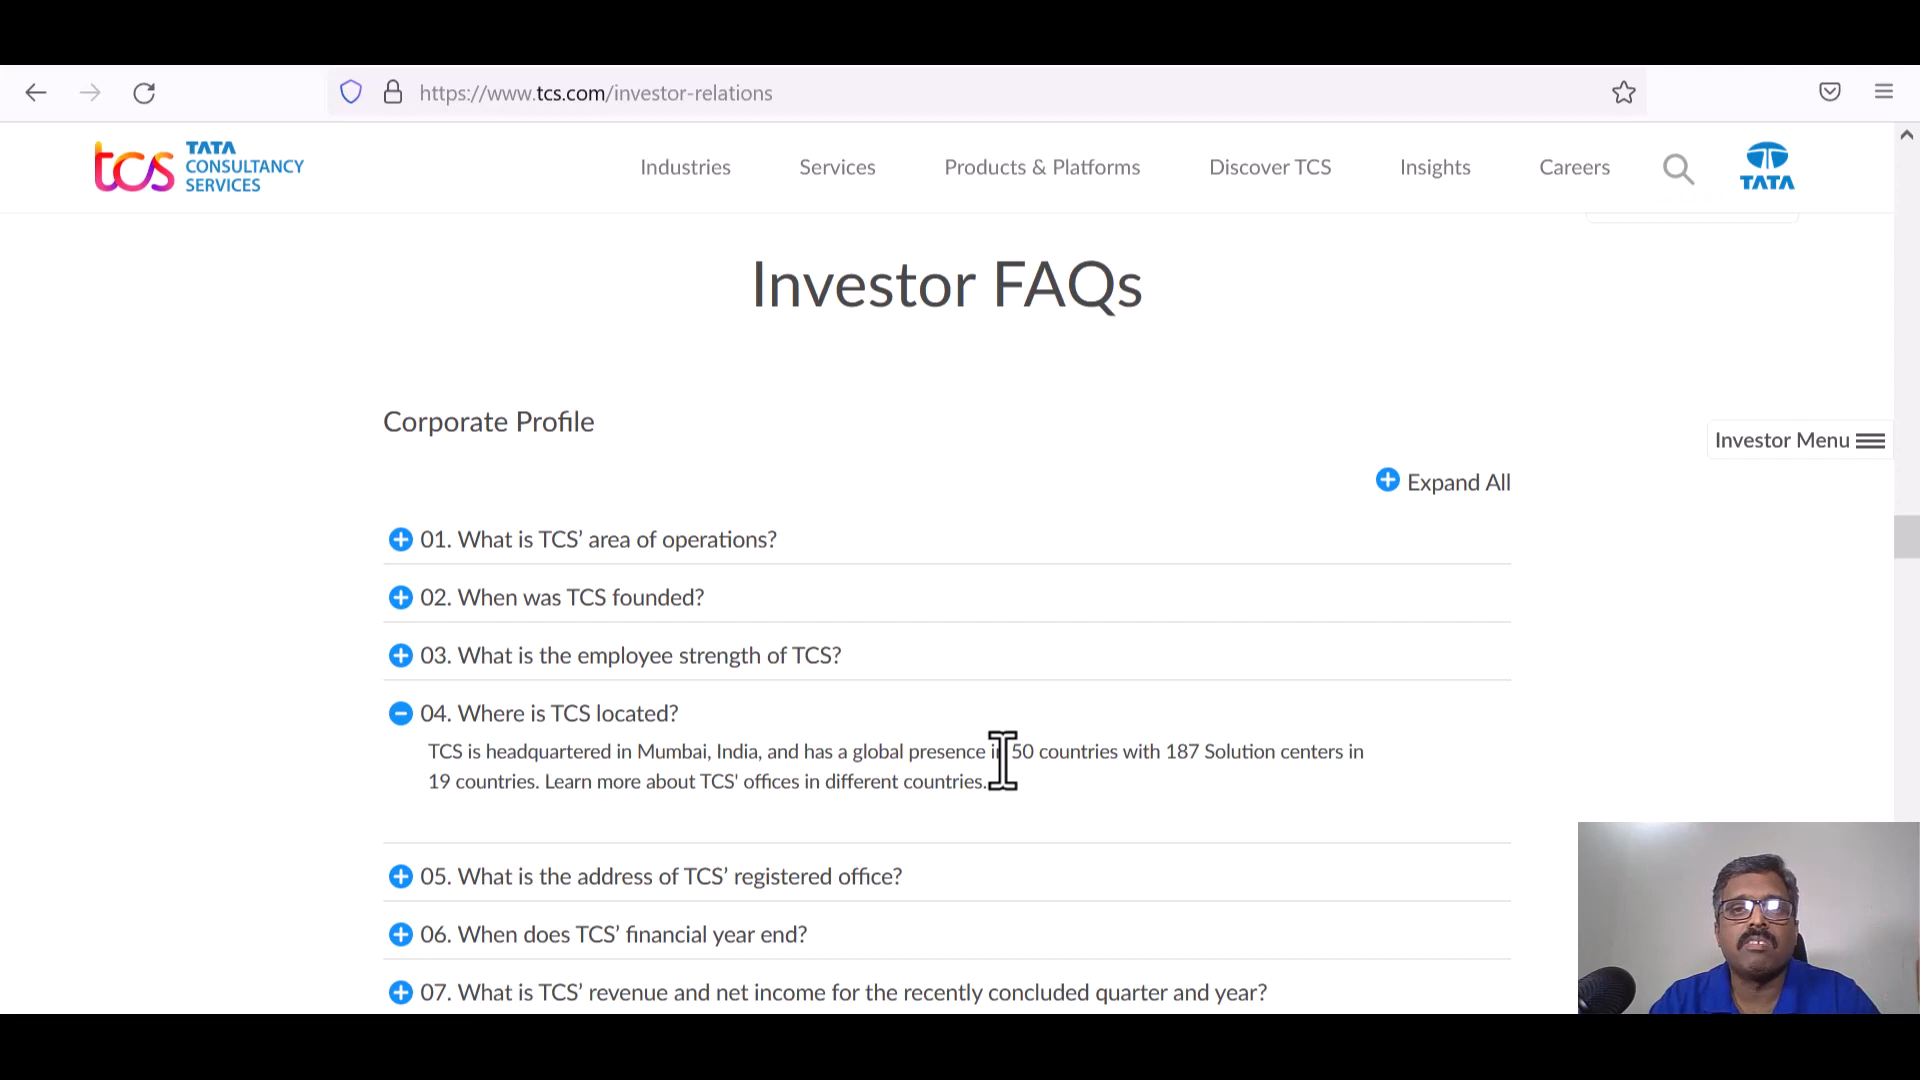 https://www.tcs.com/investor-relations
tcs TATA
CONSULTANCY
SERVICES
Industries
Services
Products & Platforms
Discover TCS
Insights
Careers
TATA
Investor FAQs
Corporate Profile
Investor Menu
Expand All
01. What is TCS’ area of operations?
02. When was TCS founded?
03. What is the employee strength of TCS?
04. Where is TCS located?
TCS is headquartered in Mumbai, India, and has a global presence in 50 countries with 187 Solution centers in
19 countries. Learn more about TCS' offices in different countries.
05. What is the address of TCS’ registered office?
06. When does TCS’ financial year end?
07. What is TCS’ revenue and net income for the recently concluded quarter and year?